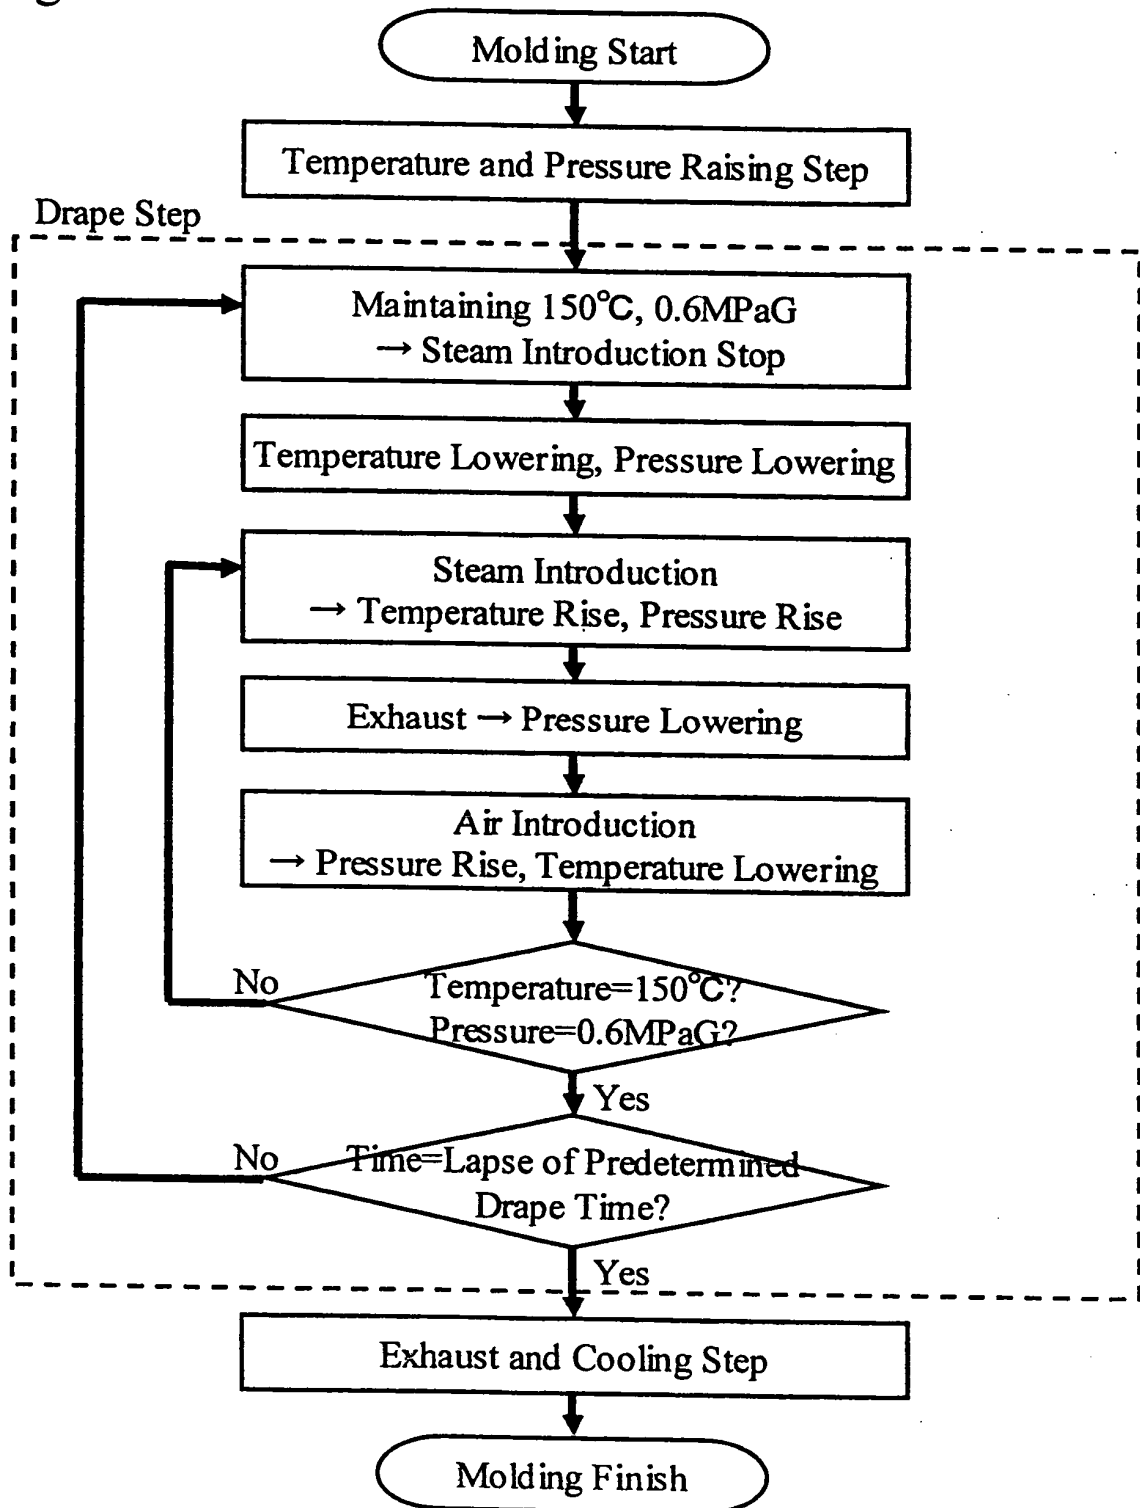 Molding Start
Temperature and Pressure Raising Step
Drape Step
Maintaining 150℃, 0.6MPaG
→ Steam Introduction Stop
Temperature Lowering, Pressure Lowering
Steam Introduction
→ Temperature Rise, Pressure Rise
Exhaust → Pressure Lowering
Air Introduction
→ Pressure Rise, Temperature Lowering
No
Temperature=150℃?
Pressure=0.6MPaG?
Yes
No
Time=Lapse of Predetermined
Drape Time?
Yes
Exhaust and Cooling Step
Molding Finish